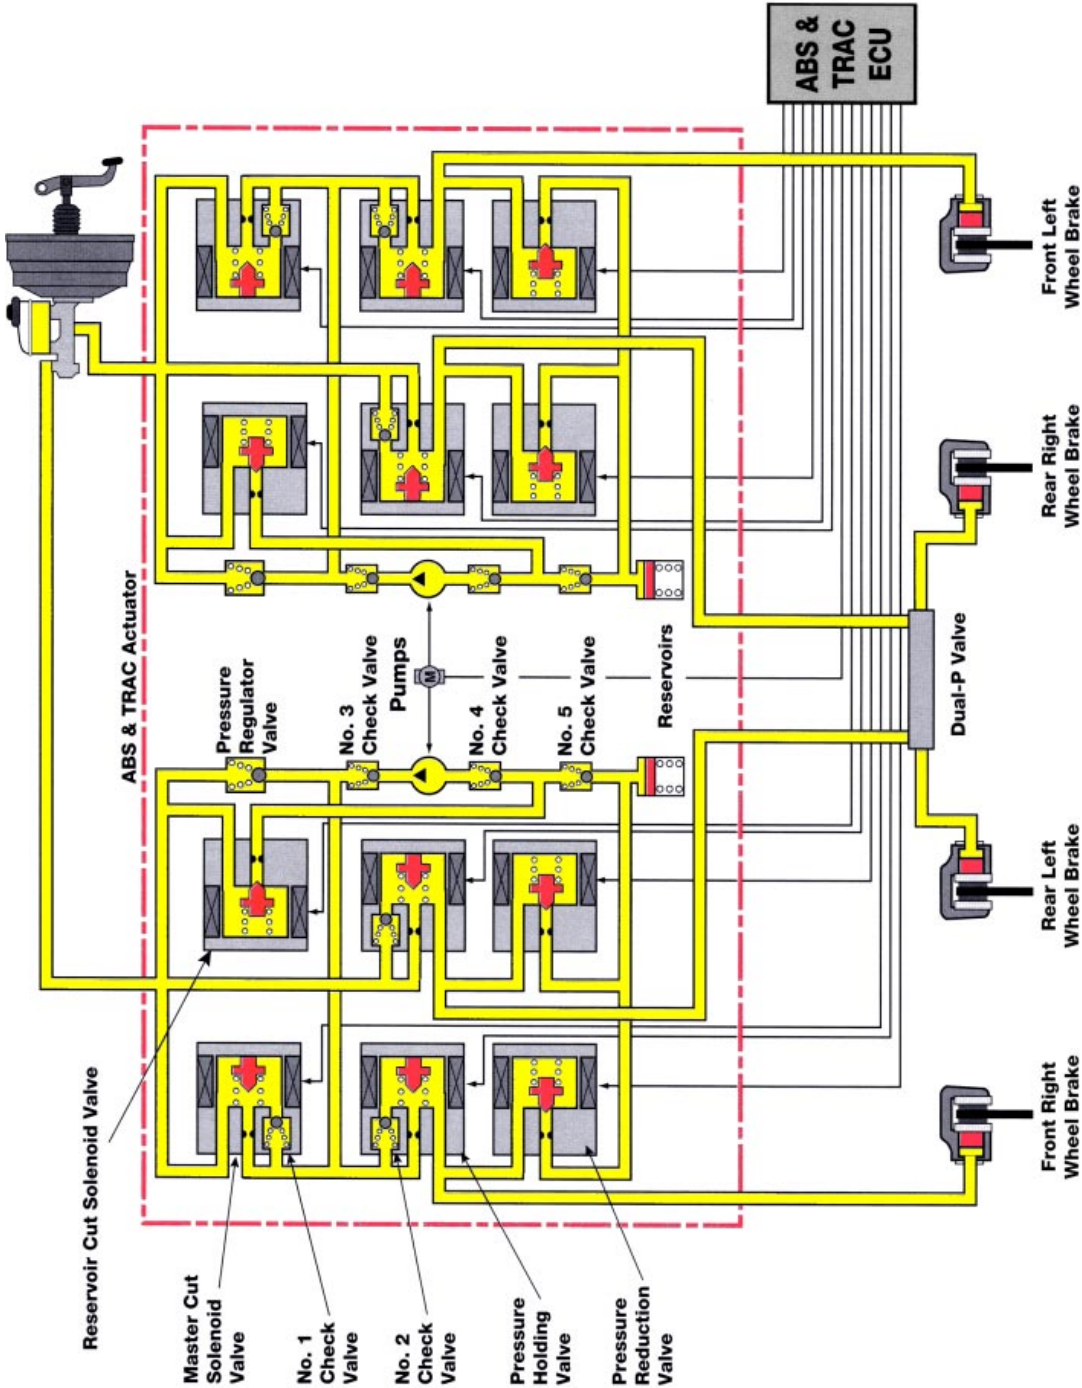 ABS &
TRAC
ECU
ABS & TRAC Actuator
Front Left
Wheel Brake
Rear Right
Wheel Brake
Pressure
Regulator
Valve
No. 3
Check Valve
Pumps
M
No. 4
Check Valve
No. 5
Check Valve
Reservoirs
Dual-P Valve
Rear Left
Wheel Brake
Front Right
Wheel Brake
Reservoir Cut Solenoid Valve
Master Cut
Solenoid
Valve
No. 1
Check
Valve
No. 2
Check
Valve
Pressure
Holding
Valve
Pressure
Reduction
Valve